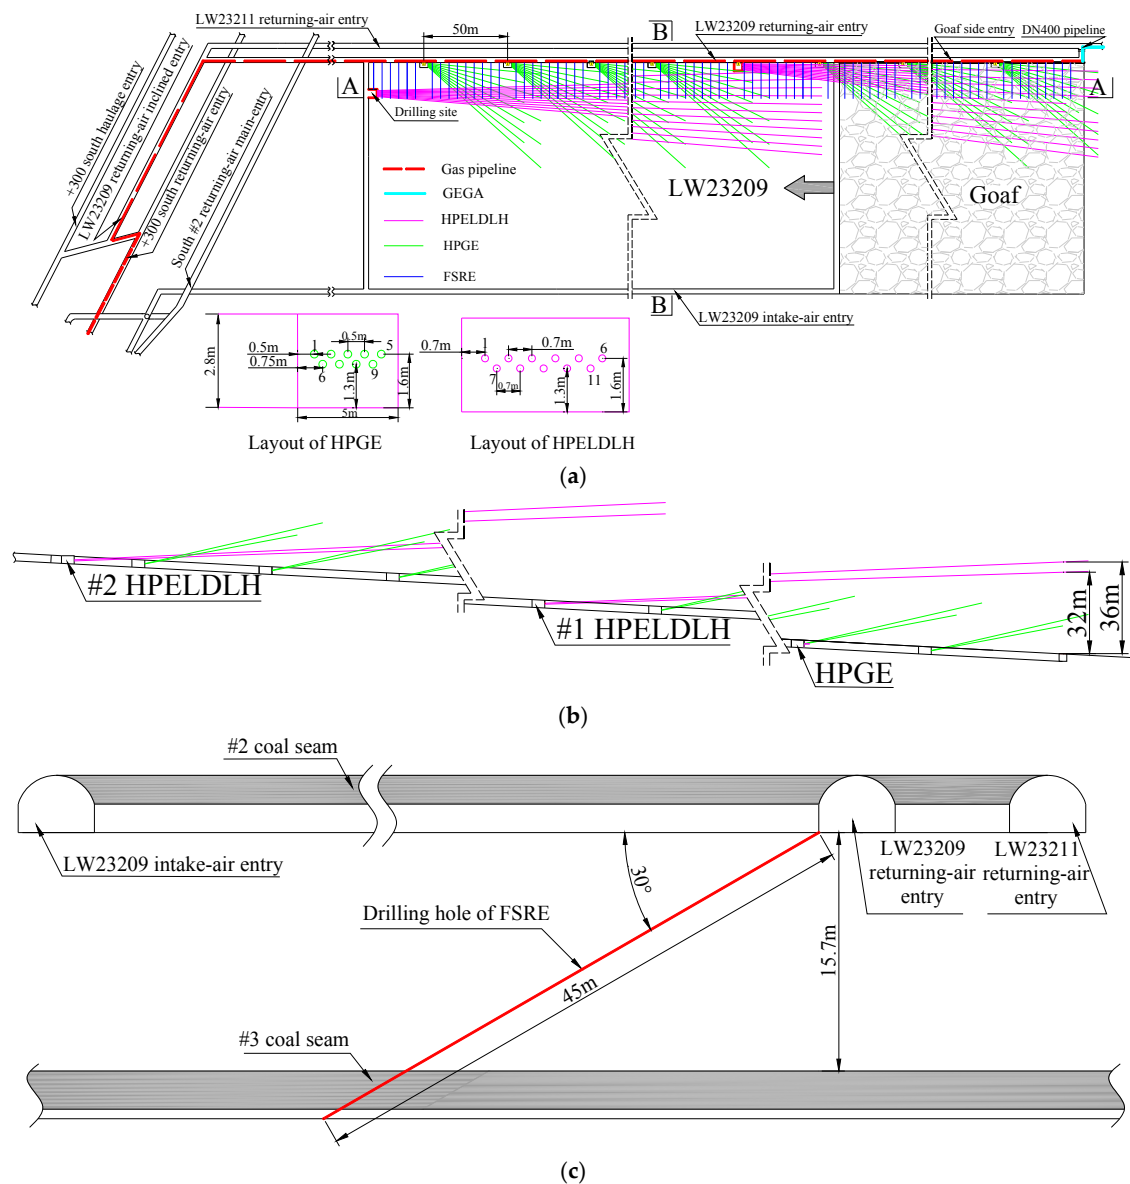 LW23211 returning-air entry
B
LW23209 returning-air entry
Goaf side entry
DN400 pipeline
50m
A
A
Drilling site
+300 south haulage entry
LW23209 returning-air inclined entry
+300 south returning-air entry
South #2 returning-air main-entry
Gas pipeline
GEGA
HPELDLH
HPGE
FSRE
LW23209
Goaf
B
LW23209 intake-air entry
2.8m
0.5m
0.75m
0.5m
1
5
6
9
1.3m
1.6m
5m
Layout of HPGE
0.7m
0.7m
0.7m
1
6
7
11
1.3m
1.6m
Layout of HPELDLH
(a)
#2 HPELDLH
#1 HPELDLH
HPGE
32m
36m
(b)
#2 coal seam
LW23209 intake-air entry
LW23209
returning-air
entry
LW23211
returning-air
entry
30°
Drilling hole of FSRE
45m
15.7m
#3 coal seam
(c)